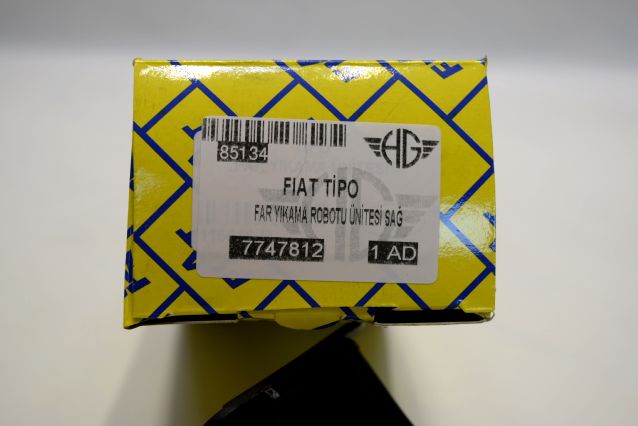 85134
HG
FIAT TİPO
FAR YIKAMA ROBOTU ÜNİTESİ SAĞ
7747812
1 AD